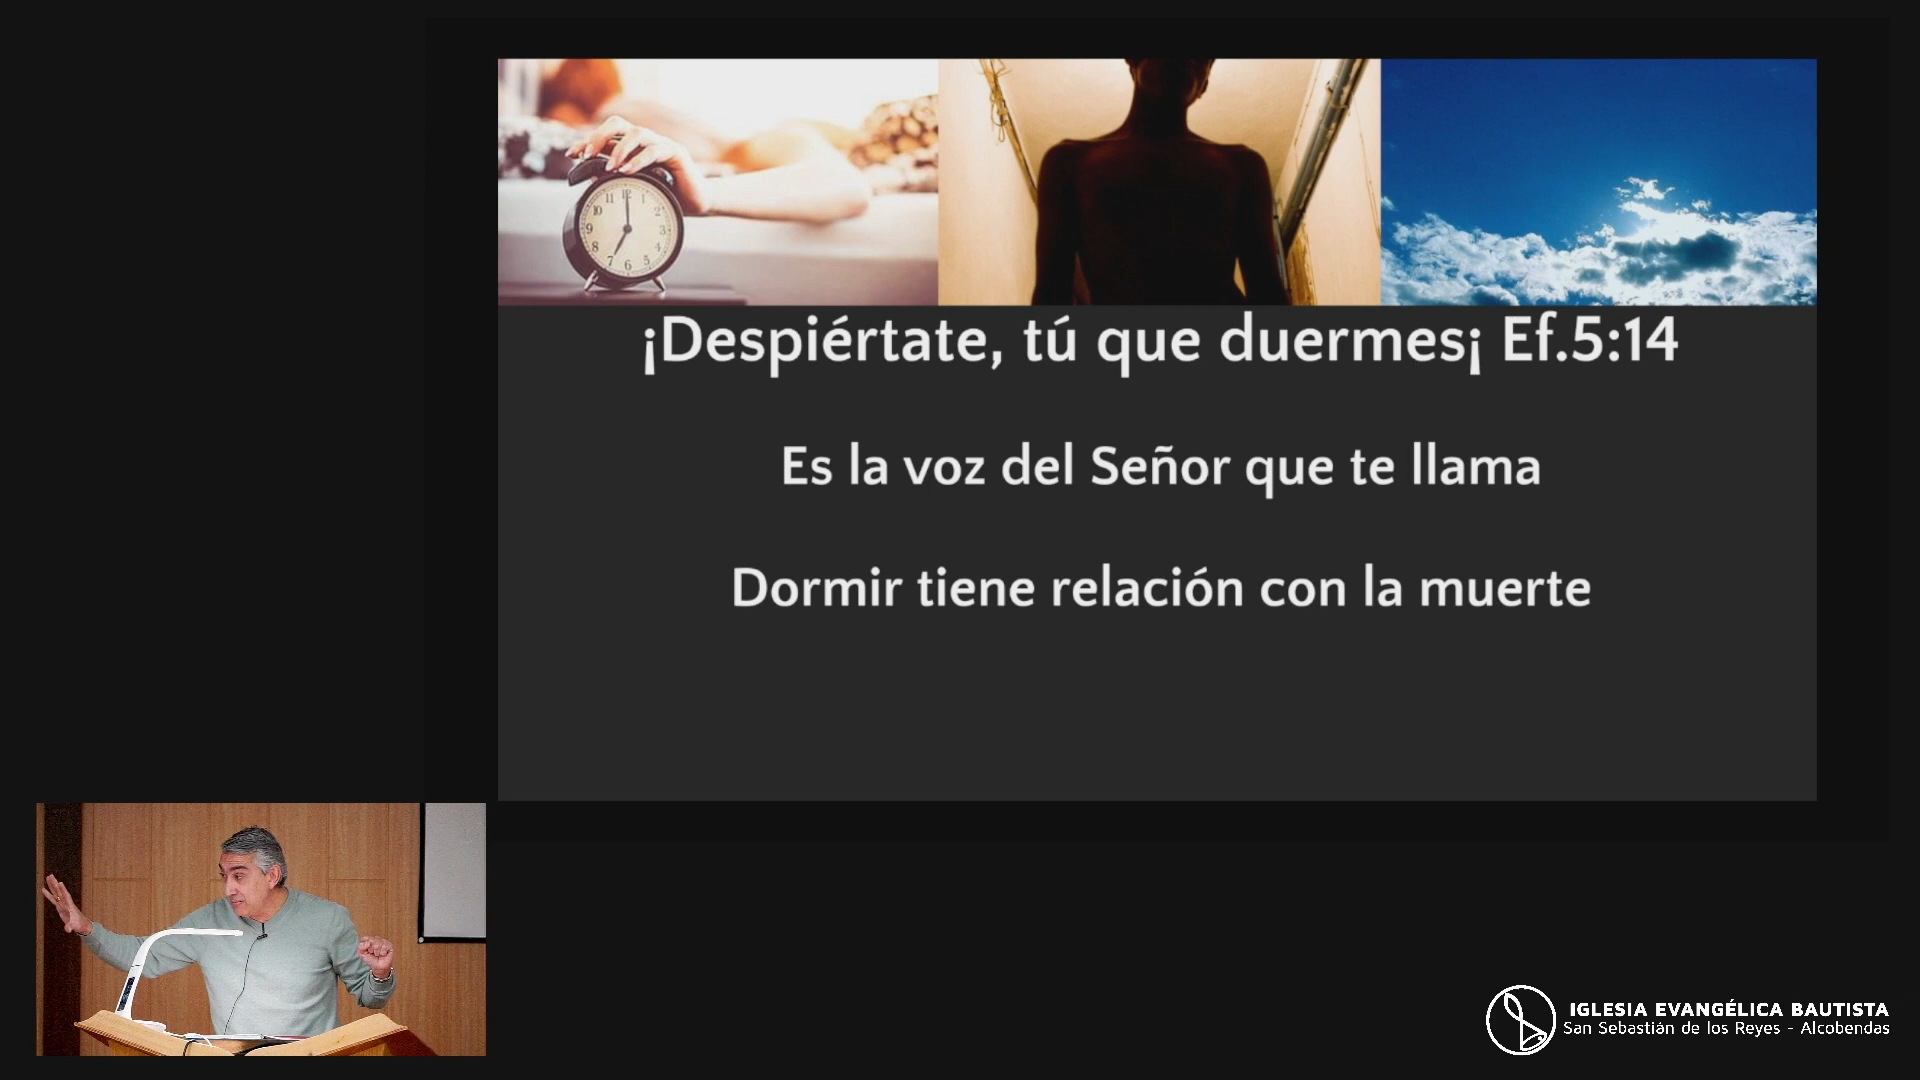 ¡Despiértate, tú que duermes¡ Ef.5:14
Es la voz del Señor que te llama
Dormir tiene relación con la muerte
IGLESIA EVANGÉLICA BAUTISTA
San Sebastián de los Reyes - Alcobendas